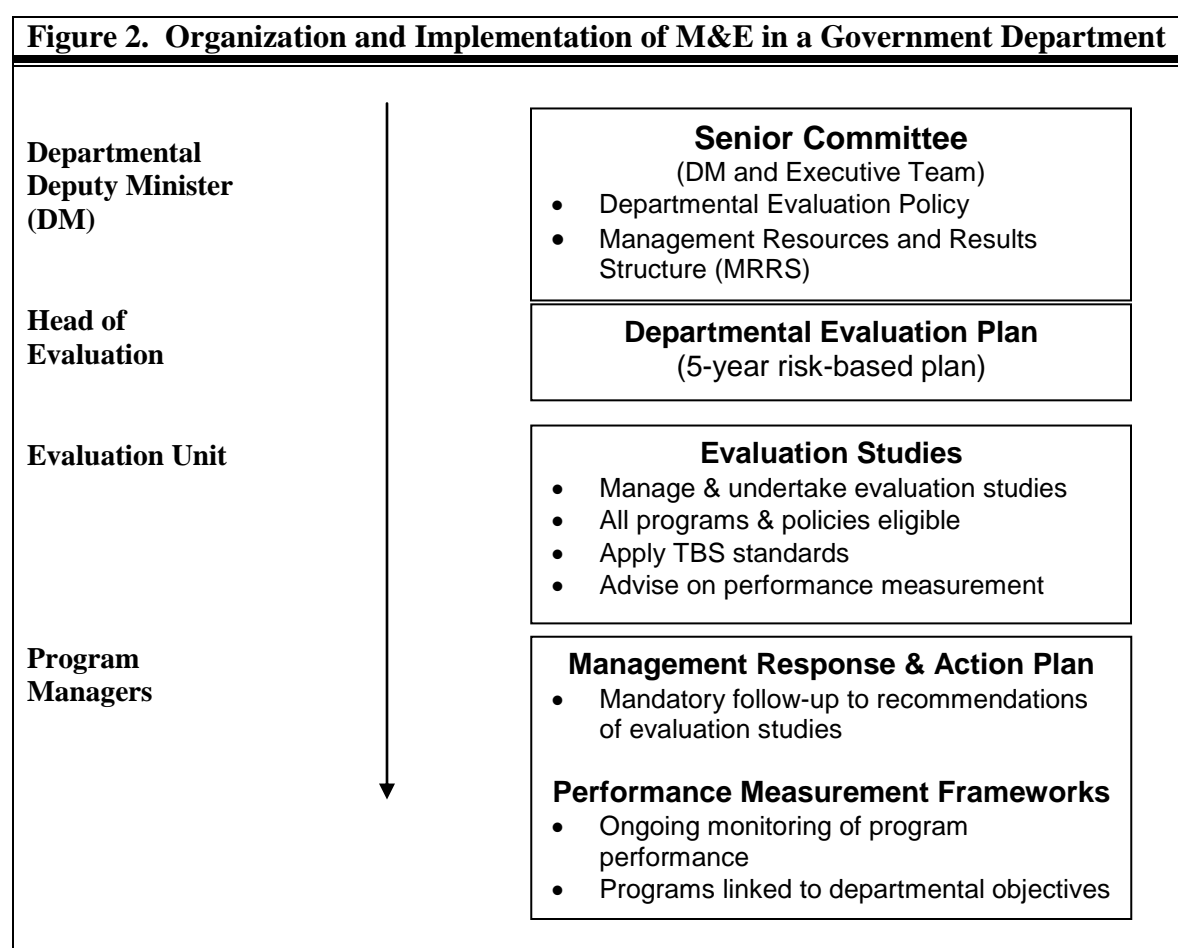 Figure 2. Organization and Implementation of M&E in a Government Department
Departmental
Deputy Minister
(DM)
Senior Committee
(DM and Executive Team)
• Departmental Evaluation Policy
• Management Resources and Results
Structure (MRRS)
Head of
Evaluation
Departmental Evaluation Plan
(5-year risk-based plan)
Evaluation Unit
Evaluation Studies
• Manage & undertake evaluation studies
• All programs & policies eligible
• Apply TBS standards
• Advise on performance measurement
Program
Managers
Management Response & Action Plan
• Mandatory follow-up to recommendations
of evaluation studies
Performance Measurement Frameworks
• Ongoing monitoring of program
performance
• Programs linked to departmental objectives